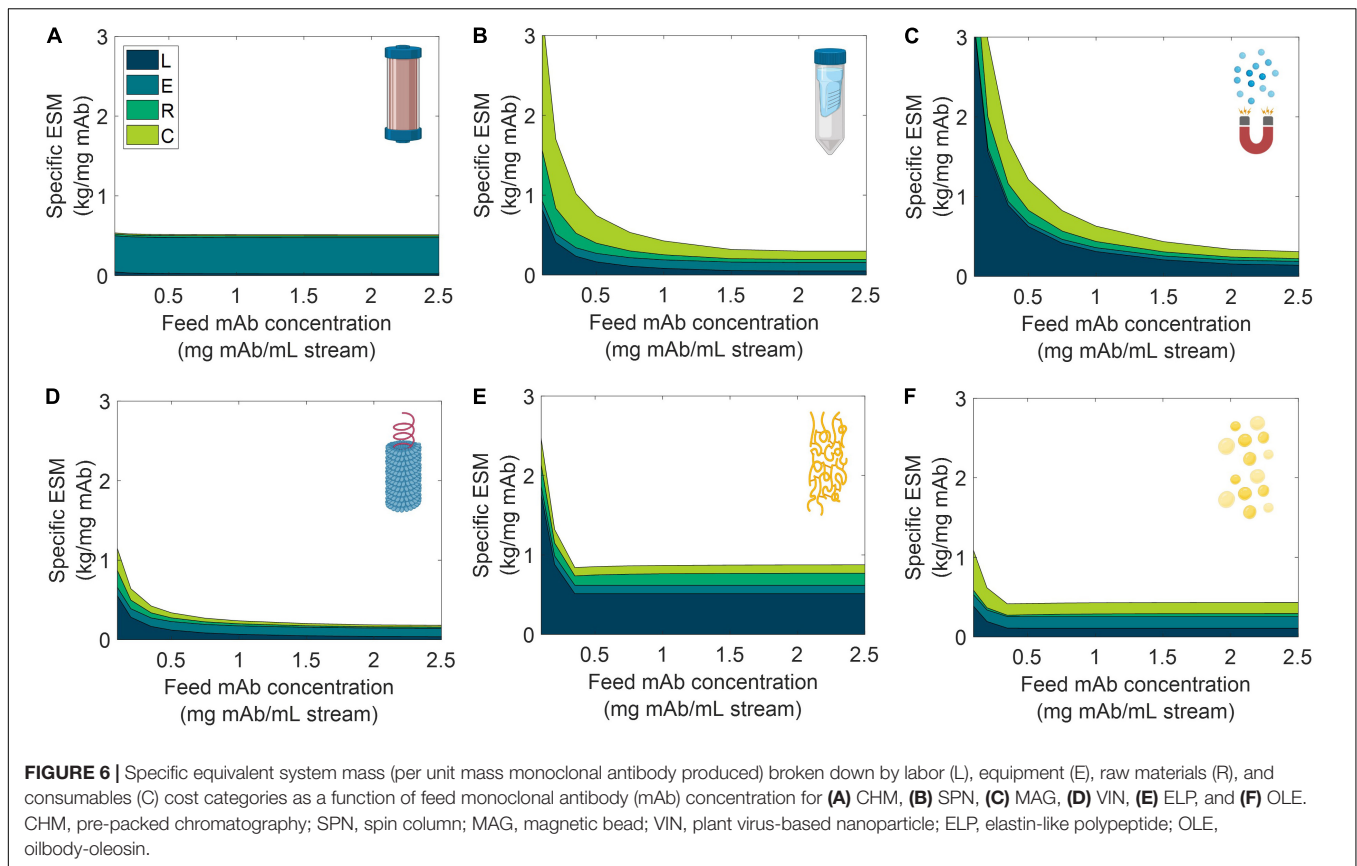 A
3
2
1
0
Specific ESM
(kg/mg mAb)
L
E
R
C
0.5 1 1.5 2 2.5
Feed mAb concentration
(mg mAb/mL stream)
B
3
2
1
0
Specific ESM
(kg/mg mAb)
0.5 1 1.5 2 2.5
Feed mAb concentration
(mg mAb/mL stream)
C
3
2
1
0
Specific ESM
(kg/mg mAb)
0.5 1 1.5 2 2.5
Feed mAb concentration
(mg mAb/mL stream)
D
3
2
1
0
Specific ESM
(kg/mg mAb)
0.5 1 1.5 2 2.5
Feed mAb concentration
(mg mAb/mL stream)
E
3
2
1
0
Specific ESM
(kg/mg mAb)
0.5 1 1.5 2 2.5
Feed mAb concentration
(mg mAb/mL stream)
F
3
2
1
0
Specific ESM
(kg/mg mAb)
0.5 1 1.5 2 2.5
Feed mAb concentration
(mg mAb/mL stream)
FIGURE 6 | Specific equivalent system mass (per unit mass monoclonal antibody produced) broken down by labor (L), equipment (E), raw materials (R), and
consumables (C) cost categories as a function of feed monoclonal antibody (mAb) concentration for (A) CHM, (B) SPN, (C) MAG, (D) VIN, (E) ELP, and (F) OLE.
CHM, pre-packed chromatography; SPN, spin column; MAG, magnetic bead; VIN, plant virus-based nanoparticle; ELP, elastin-like polypeptide; OLE,
oilbody-oleosin.